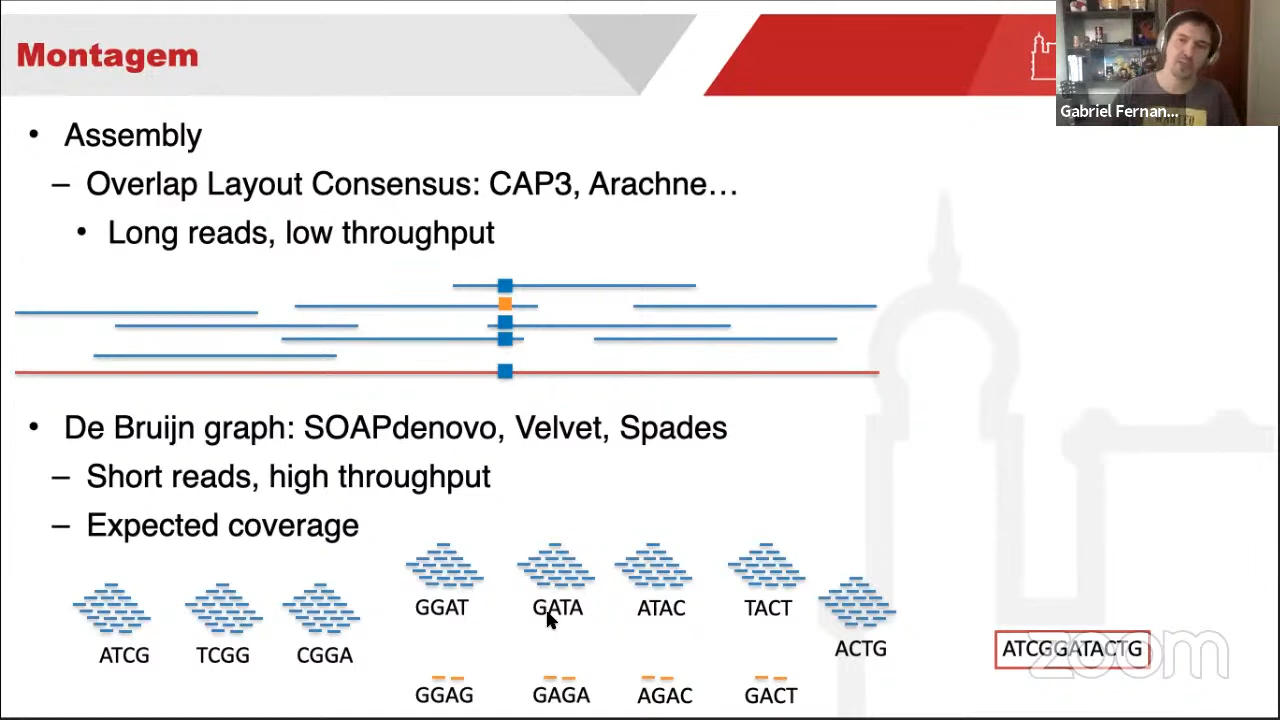 Montagem
Gabriel Fernan...
• Assembly
– Overlap Layout Consensus: CAP3, Arachne…
• Long reads, low throughput
• De Bruijn graph: SOAPdenovo, Velvet, Spades
– Short reads, high throughput
– Expected coverage
GGAT GATA ATAC TACT
ATCG TCGG CGGA ACTG
ATCGGATACTG
zoom
GGAG GAGA AGAC GACT